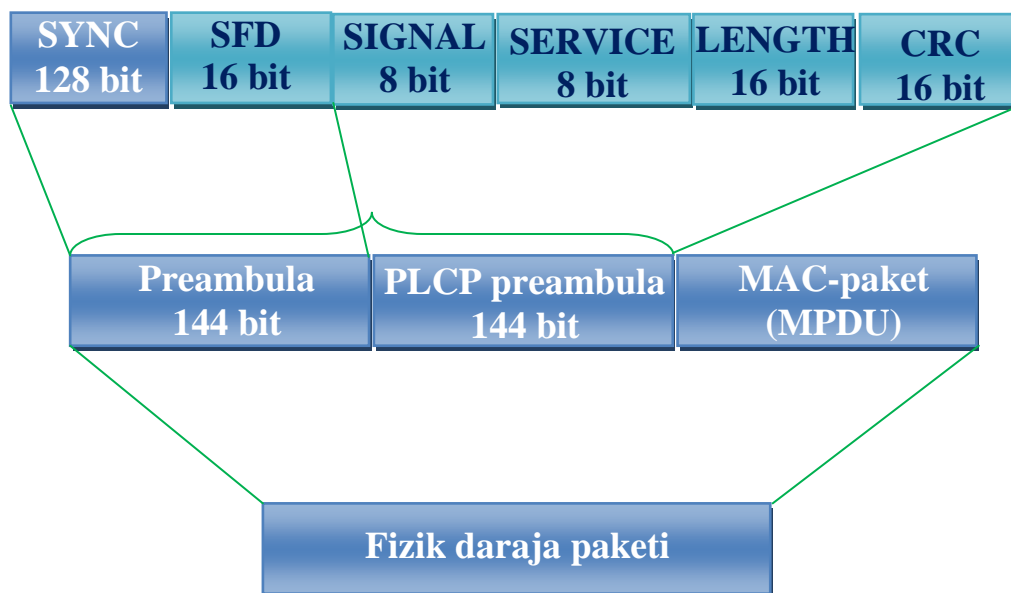 SYNC
128 bit
SFD
16 bit
SIGNAL
8 bit
SERVICE
8 bit
LENGTH
16 bit
CRC
16 bit
Preambula
144 bit
PLCP preambula
144 bit
MAC-paket
(MPDU)
Fizik daraja paketi